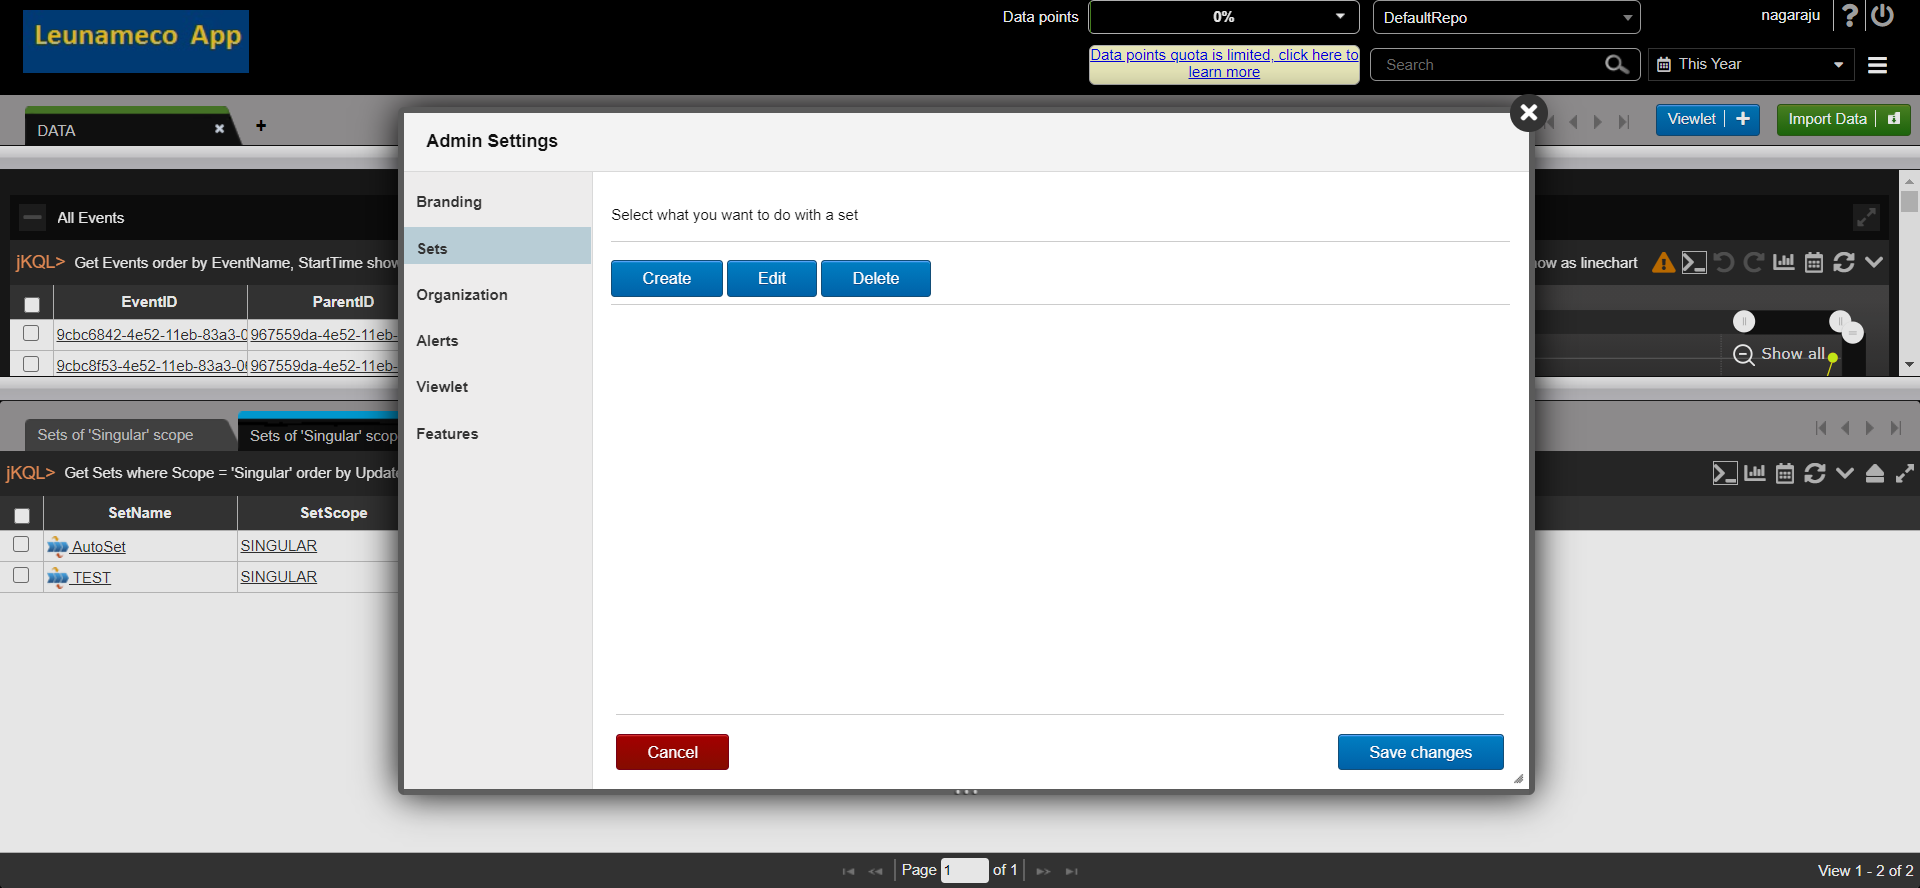 Leunameco App
Data points
0%
DefaultRepo
nagaraju
?
Data points quota is limited, click here to
learn more
Search
This Year
DATA
+
Viewlet
+
Import Data
Admin Settings
All Events
jKQL> Get Events order by EventName, StartTime show
ow as linechart
EventID
ParentID
9cbc6842-4e52-11eb-83a3-0
967559da-4e52-11eb-
9cbc8f53-4e52-11eb-83a3-0
967559da-4e52-11eb-
Show all
Branding
Sets
Organization
Alerts
Viewlet
Features
Select what you want to do with a set
Create
Edit
Delete
Cancel
Save changes
Sets of 'Singular' scope
Sets of 'Singular' scop
jKQL> Get Sets where Scope = 'Singular' order by Update
SetName
SetScope
AutoSet
SINGULAR
TEST
SINGULAR
Page 1 of 1
View 1 - 2 of 2